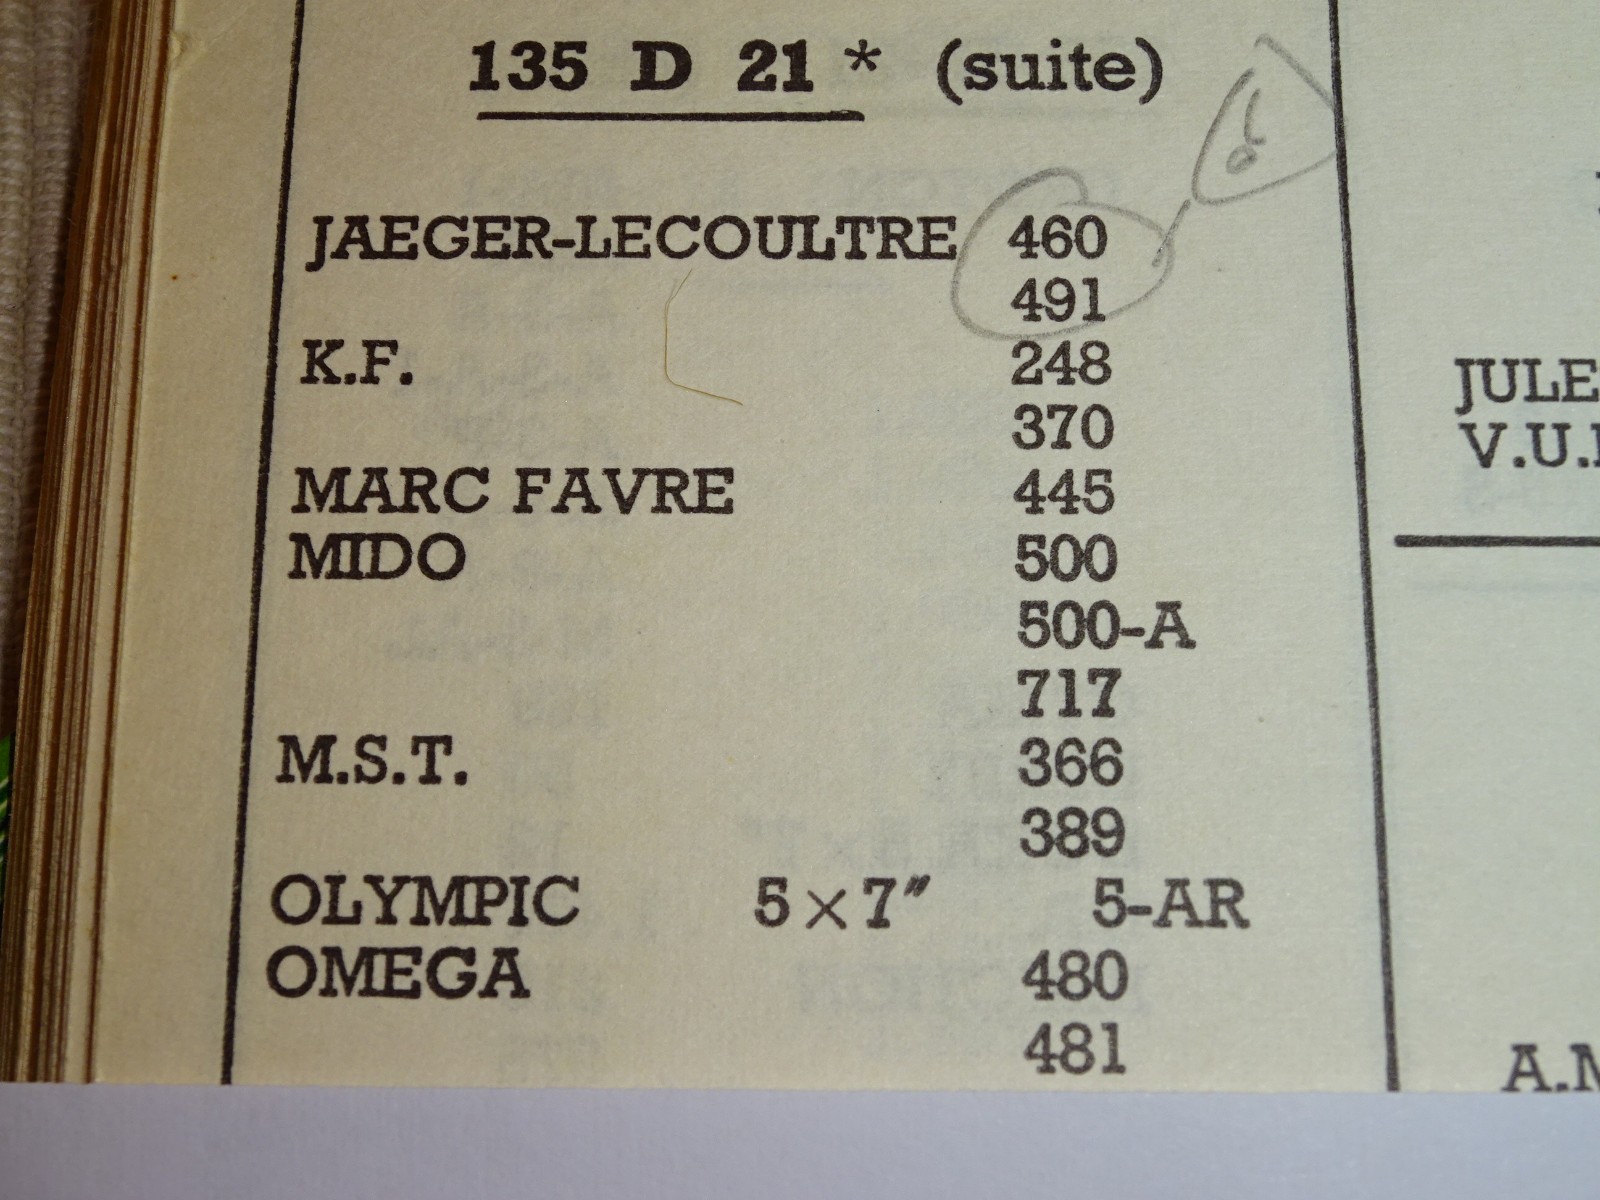 135 D 21 * (suite)
JAEGER-LECOULTRE 460
491
K.F. 248
370
MARC FAVRE 445
MIDO 500
500-A
717
M.S.T. 366
389
OLYMPIC 5 × 7″ 5-AR
OMEGA 480
481
JULE
V.U.
A.M